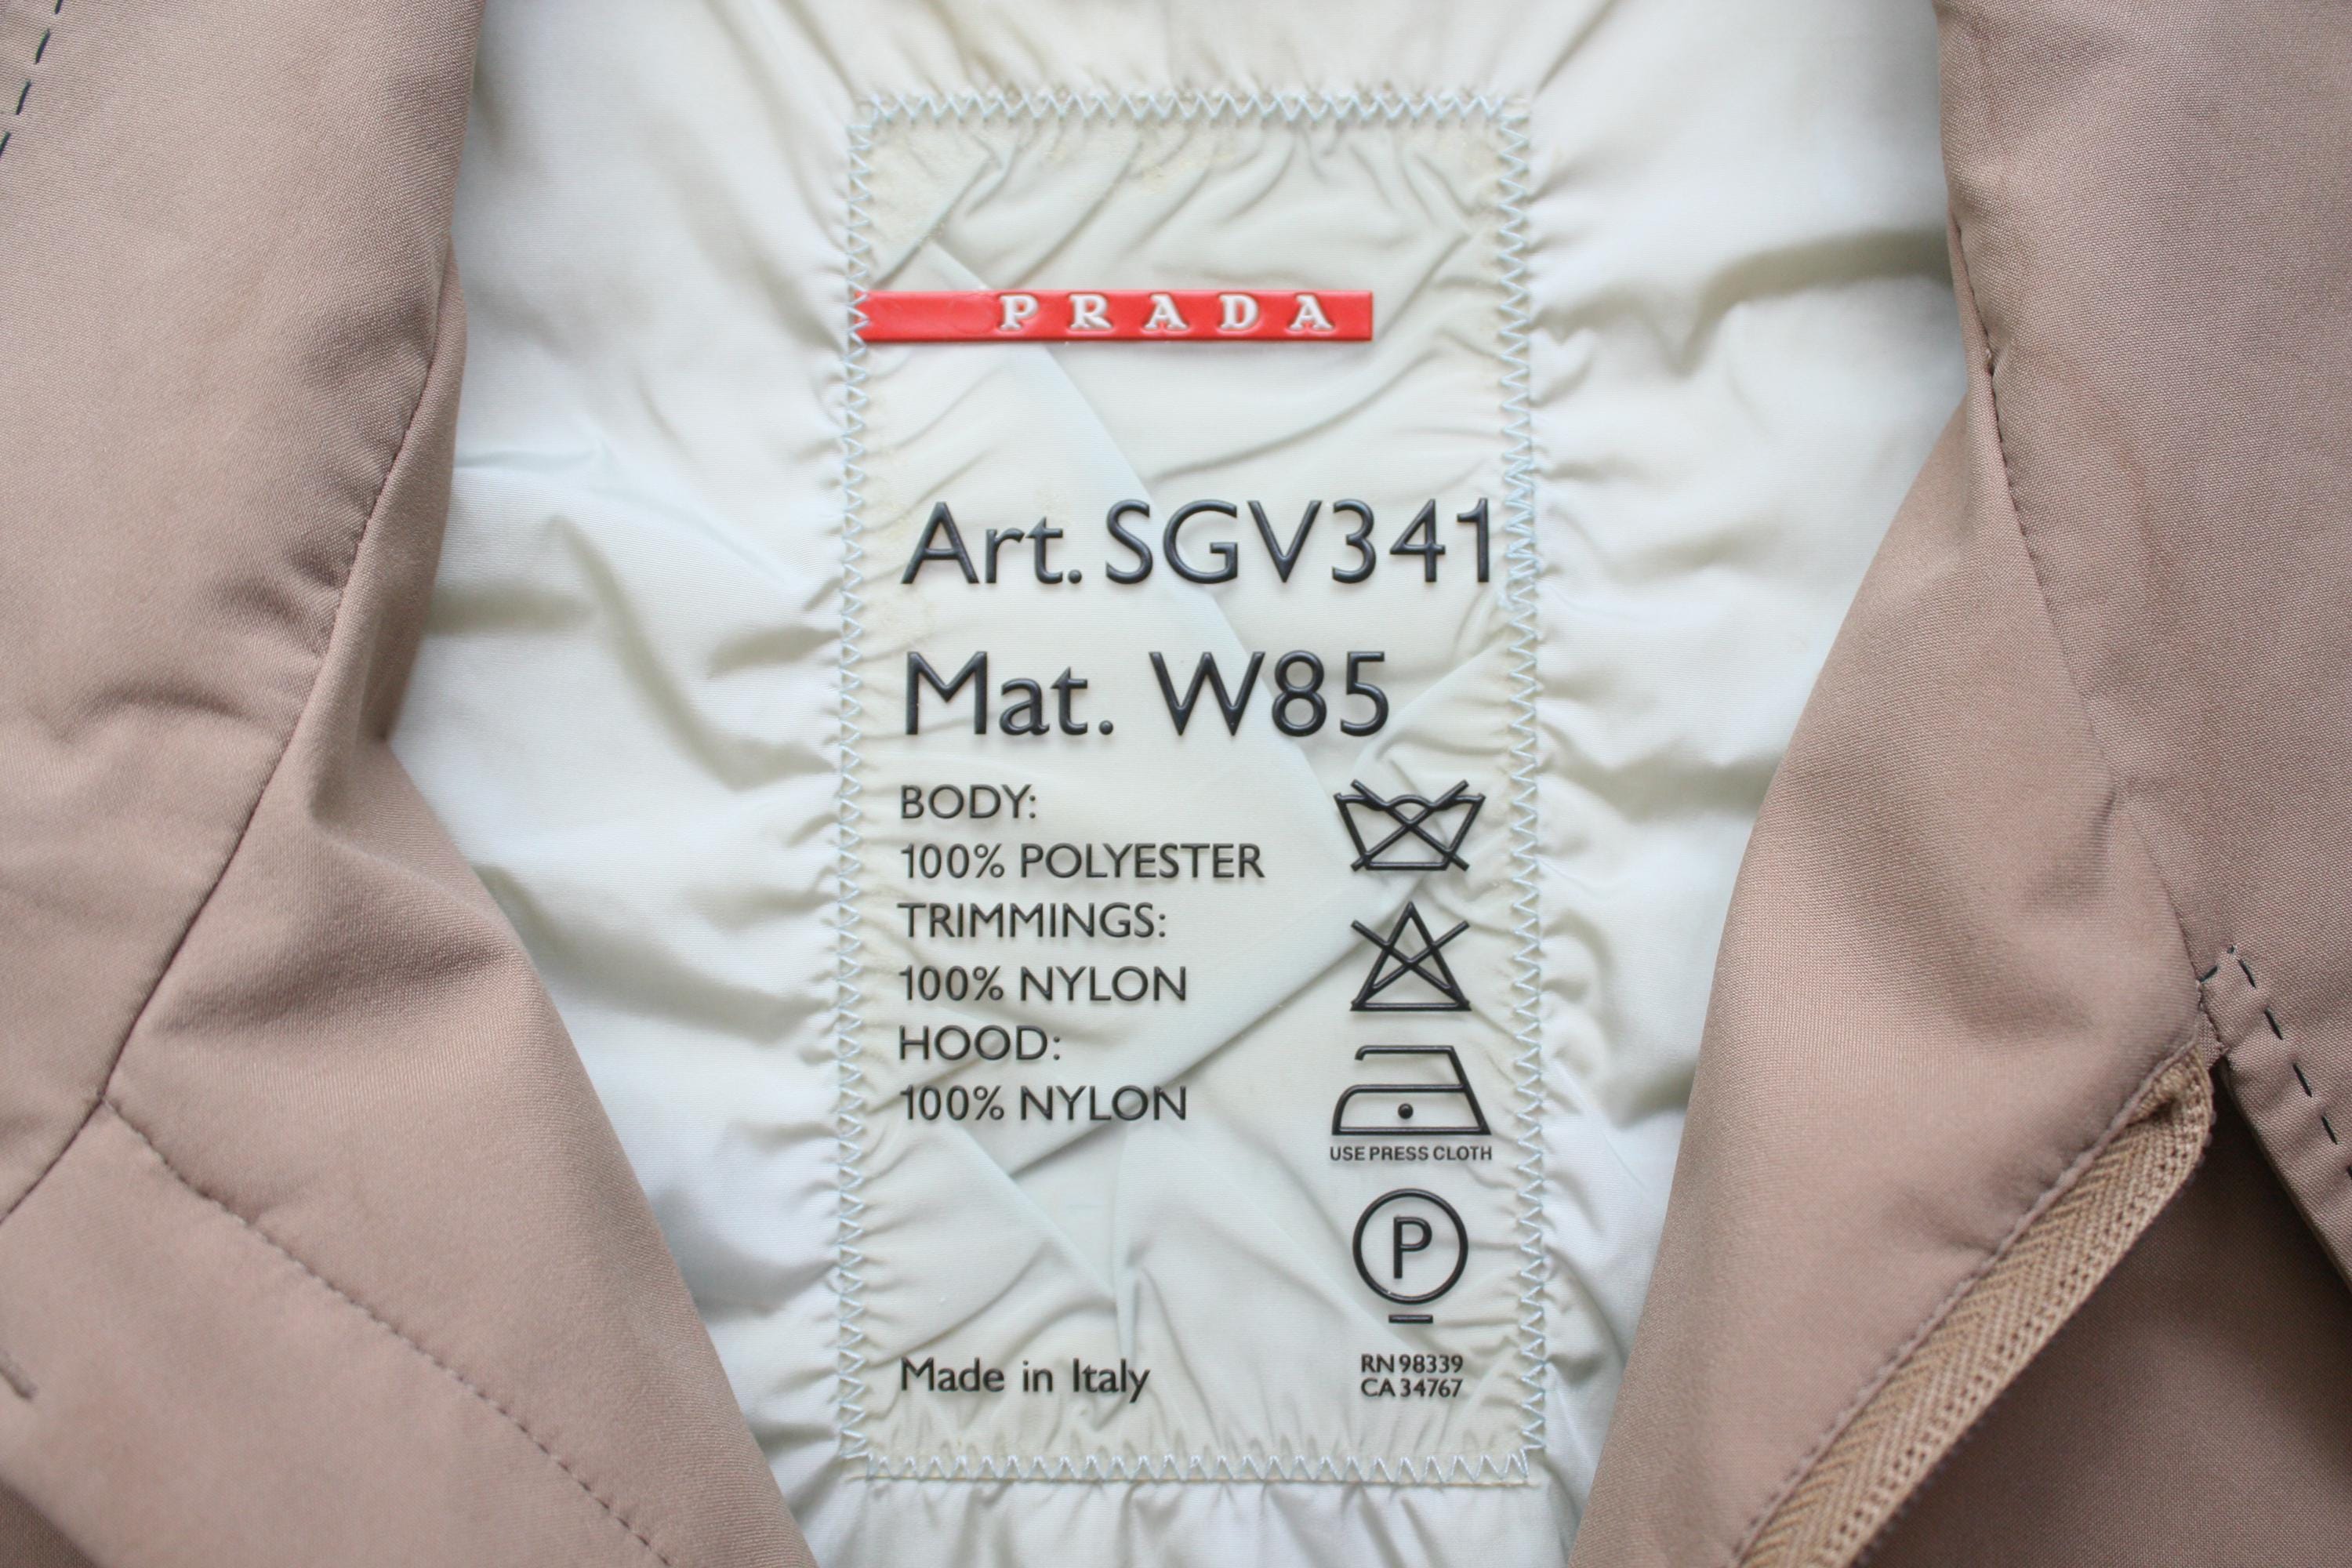 PRADA
Art. SGV341
Mat. W85
BODY:
100% POLYESTER
TRIMMINGS:
100% NYLON
HOOD:
100% NYLON
USE PRESS CLOTH
P
Made in Italy
RN 98339
CA 34767